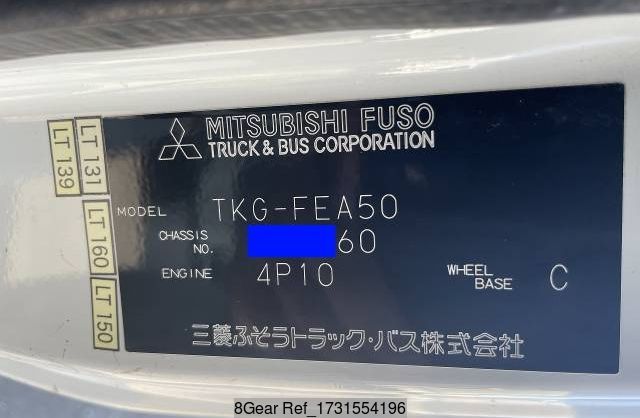 MITSUBISHI FUSO
TRUCK & BUS CORPORATION
LT 139
LT 131
LT 160
LT 150
MODEL TKG-FEA50
CHASSIS NO. 60
ENGINE 4P10 WHEEL BASE C
三菱ふそうトラック・バス株式会社
8Gear Ref_1731554196